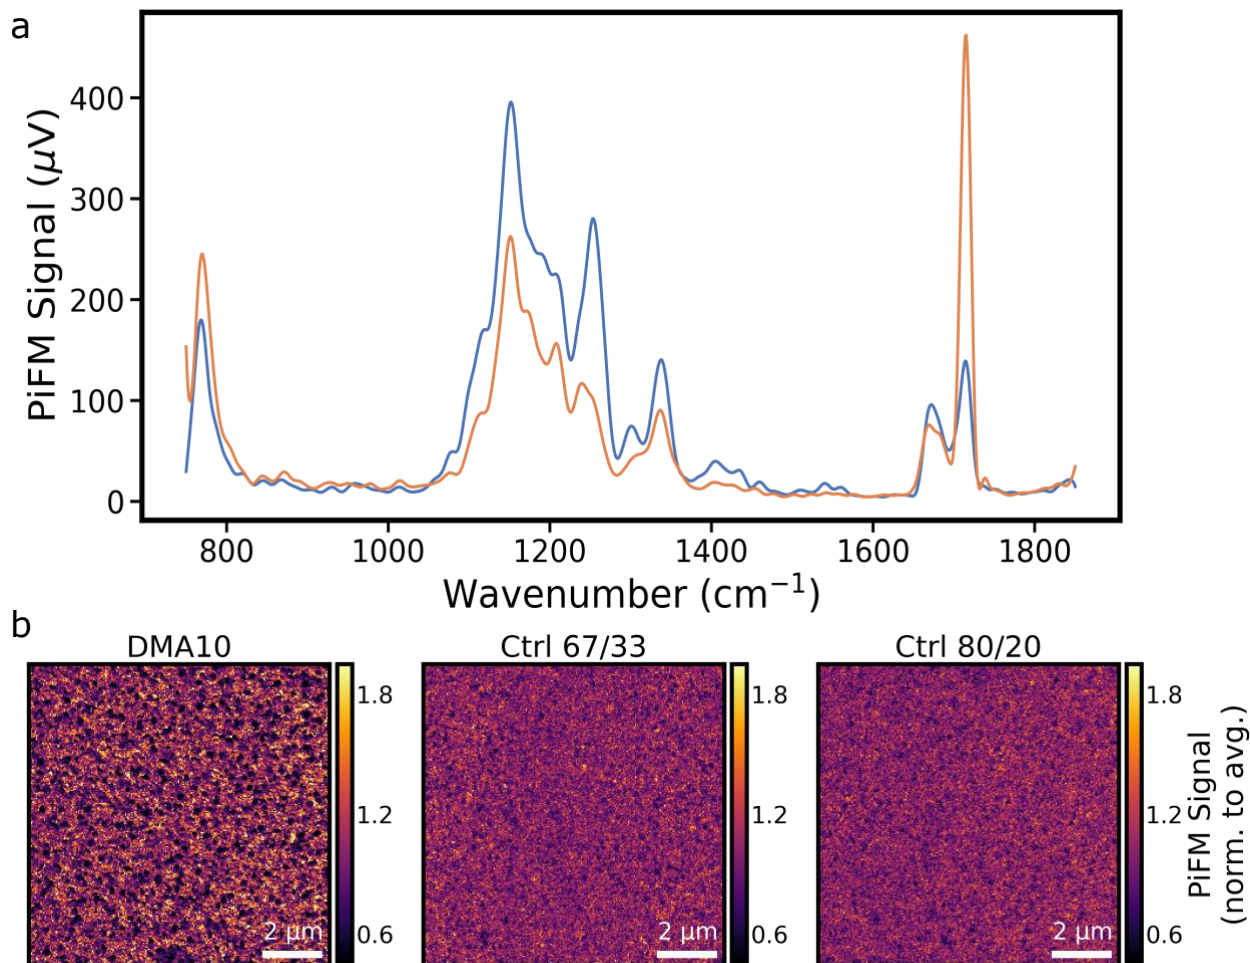 a
PiFM Signal (μV)
400
300
200
100
0
800 1000 1200 1400 1600 1800
Wavenumber (cm⁻¹)
b
DMA10 Ctrl 67/33 Ctrl 80/20
1.8 1.8 1.8
1.2 1.2 1.2
0.6 0.6 0.6
2 μm 2 μm 2 μm
PiFM Signal
(norm. to avg.)